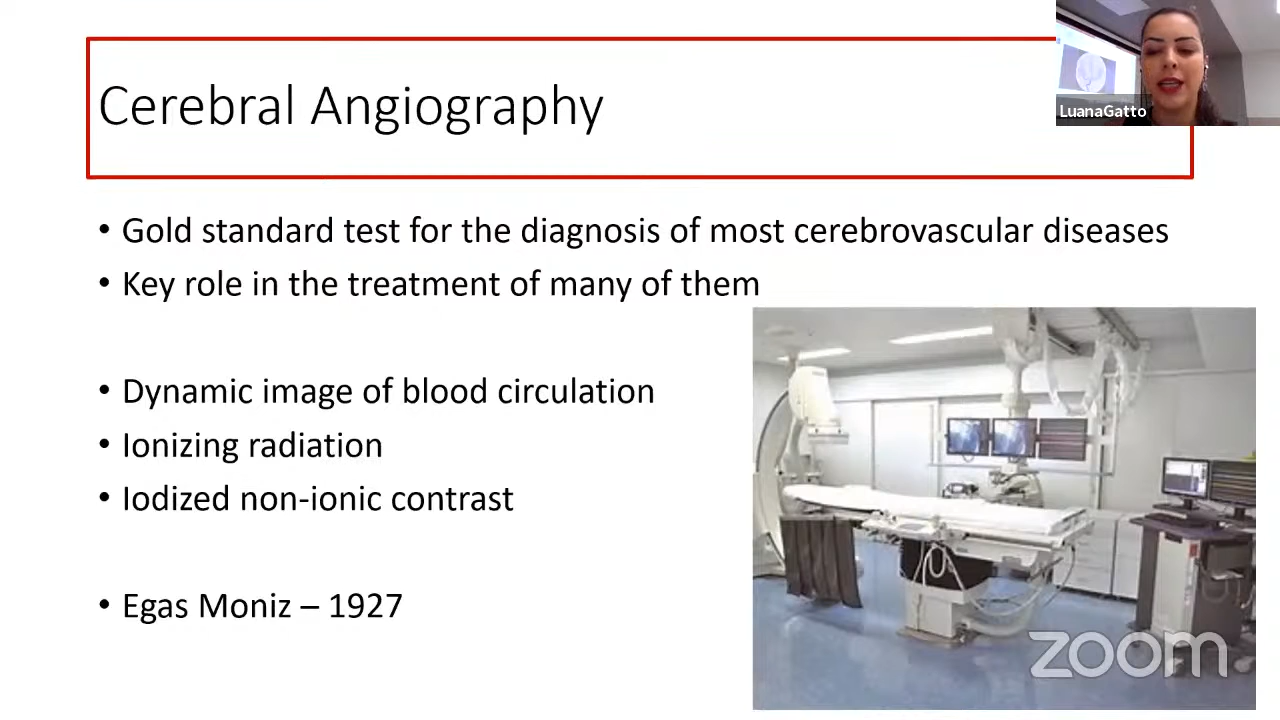 Cerebral Angiography
LuanaGatto
• Gold standard test for the diagnosis of most cerebrovascular diseases
• Key role in the treatment of many of them
• Dynamic image of blood circulation
• Ionizing radiation
• Iodized non-ionic contrast
• Egas Moniz – 1927
zoom